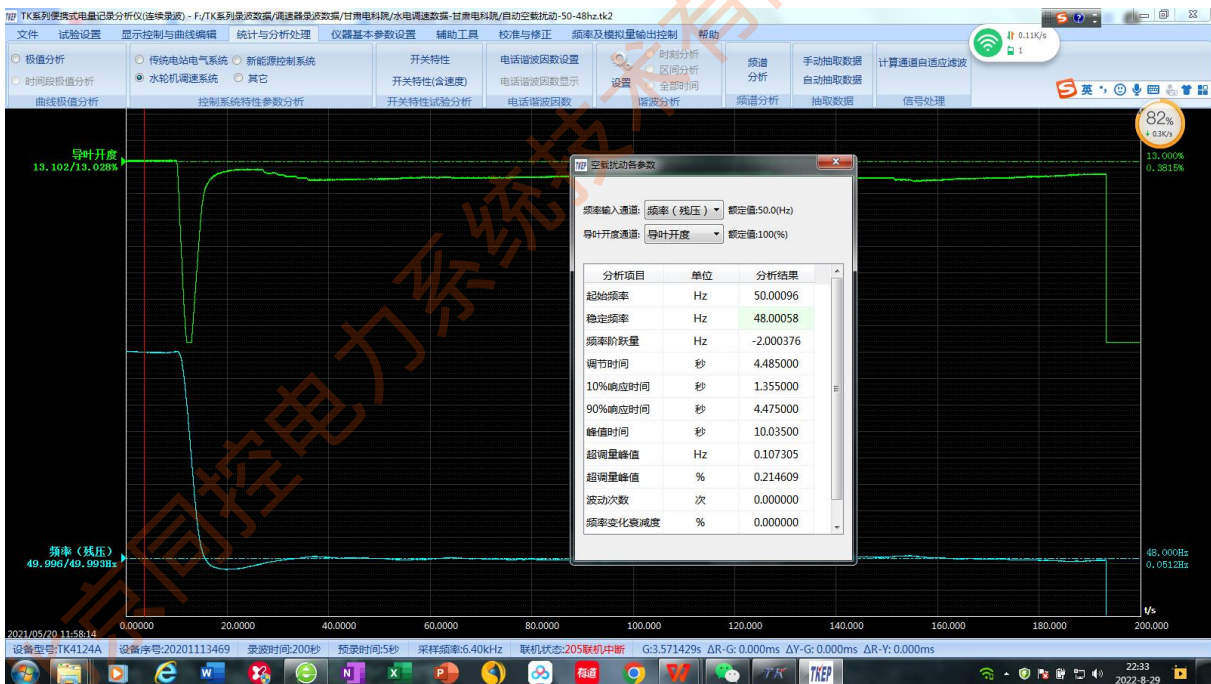 TK系列便携式电量记录分析仪(连续录波) - F:/TK系列录波数据/调速器录波数据/甘肃电科院/水电调速数据-甘肃电科院/自动空载扰动-50-48hz.tk2
文件 试验设置 显示控制与曲线编辑 统计与分析处理 仪器基本参数设置 辅助工具 校准与修正 频率及模拟量输出控制 帮助
0.11K/s
1
极值分析 传统电站电气系统 新能源控制系统 开关特性 电话谐波因数设置 设置 时刻分析 区间分析 全部时间 频谱分析 手动抽取数据 计算通道自适应滤波
时间段极值分析 水轮机调速系统 其它 开关特性(含速度) 电话谐波因数显示 自动抽取数据
曲线极值分析 控制系统特性参数分析 开关特性试验分析 电话谐波因数 谐波分析 频谱分析 抽取数据 信号处理
英
82%
0.3K/s
导叶开度
13.102/13.028%
13.000%
0.3815%
空载扰动各参数
频率输入通道: 频率（残压） 额定值:50.0(Hz)
导叶开度通道: 导叶开度 额定值:100(%)
分析项目 单位 分析结果
起始频率 Hz 50.00096
稳定频率 Hz 48.00058
频率阶跃量 Hz -2.000376
调节时间 秒 4.485000
10%响应时间 秒 1.355000
90%响应时间 秒 4.475000
峰值时间 秒 10.03500
超调量峰值 Hz 0.107305
超调量峰值 % 0.214609
波动次数 次 0.000000
频率变化衰减度 % 0.000000
频率（残压）
49.996/49.993Hz
48.000Hz
0.0512Hz
t/s
0.00000 20.0000 40.0000 60.0000 80.0000 100.000 120.000 140.000 160.000 180.000 200.000
2021/05/20 11:58:14
设备型号:TK4124A 设备序号:20201113469 录波时间:200秒 预录时间:5秒 采样频率:6.40kHz 联机状态:205联机中断 G:3.571429s ΔR-G: 0.000ms ΔY-G: 0.000ms ΔR-Y: 0.000ms
有道
TK
TKEP
22:33
2022-8-29
京同控电力系统技术有